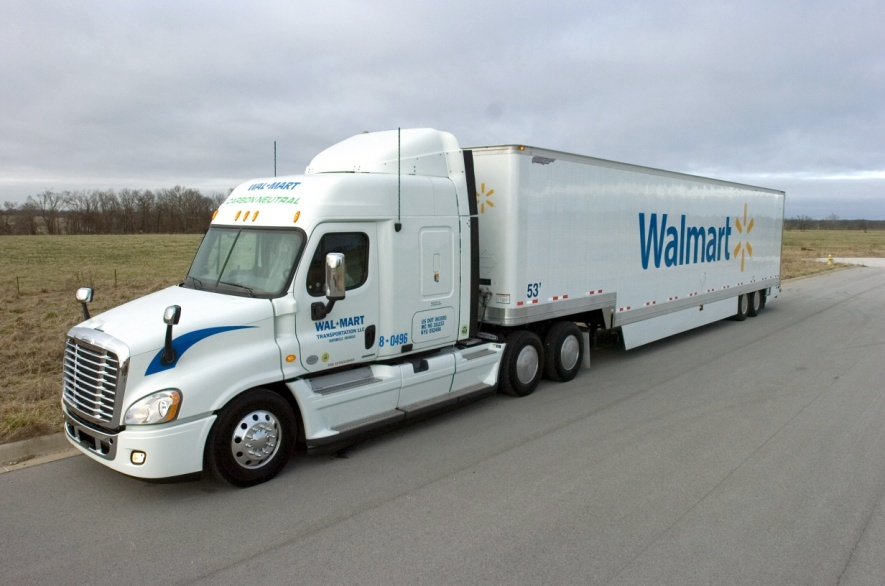 WAL-MART
CARBON NEUTRAL
WAL-MART
TRANSPORTATION LLC
8-0496
53'
Walmart